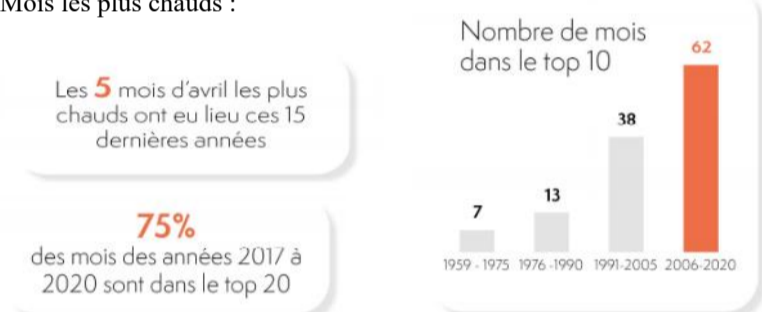 Mois les plus chauds :
Les 5 mois d'avril les plus
chauds ont eu lieu ces 15
dernières années
75%
des mois des années 2017 à
2020 sont dans le top 20
Nombre de mois
dans le top 10
7
13
38
62
1959 - 1975 1976 -1990 1991-2005 2006-2020